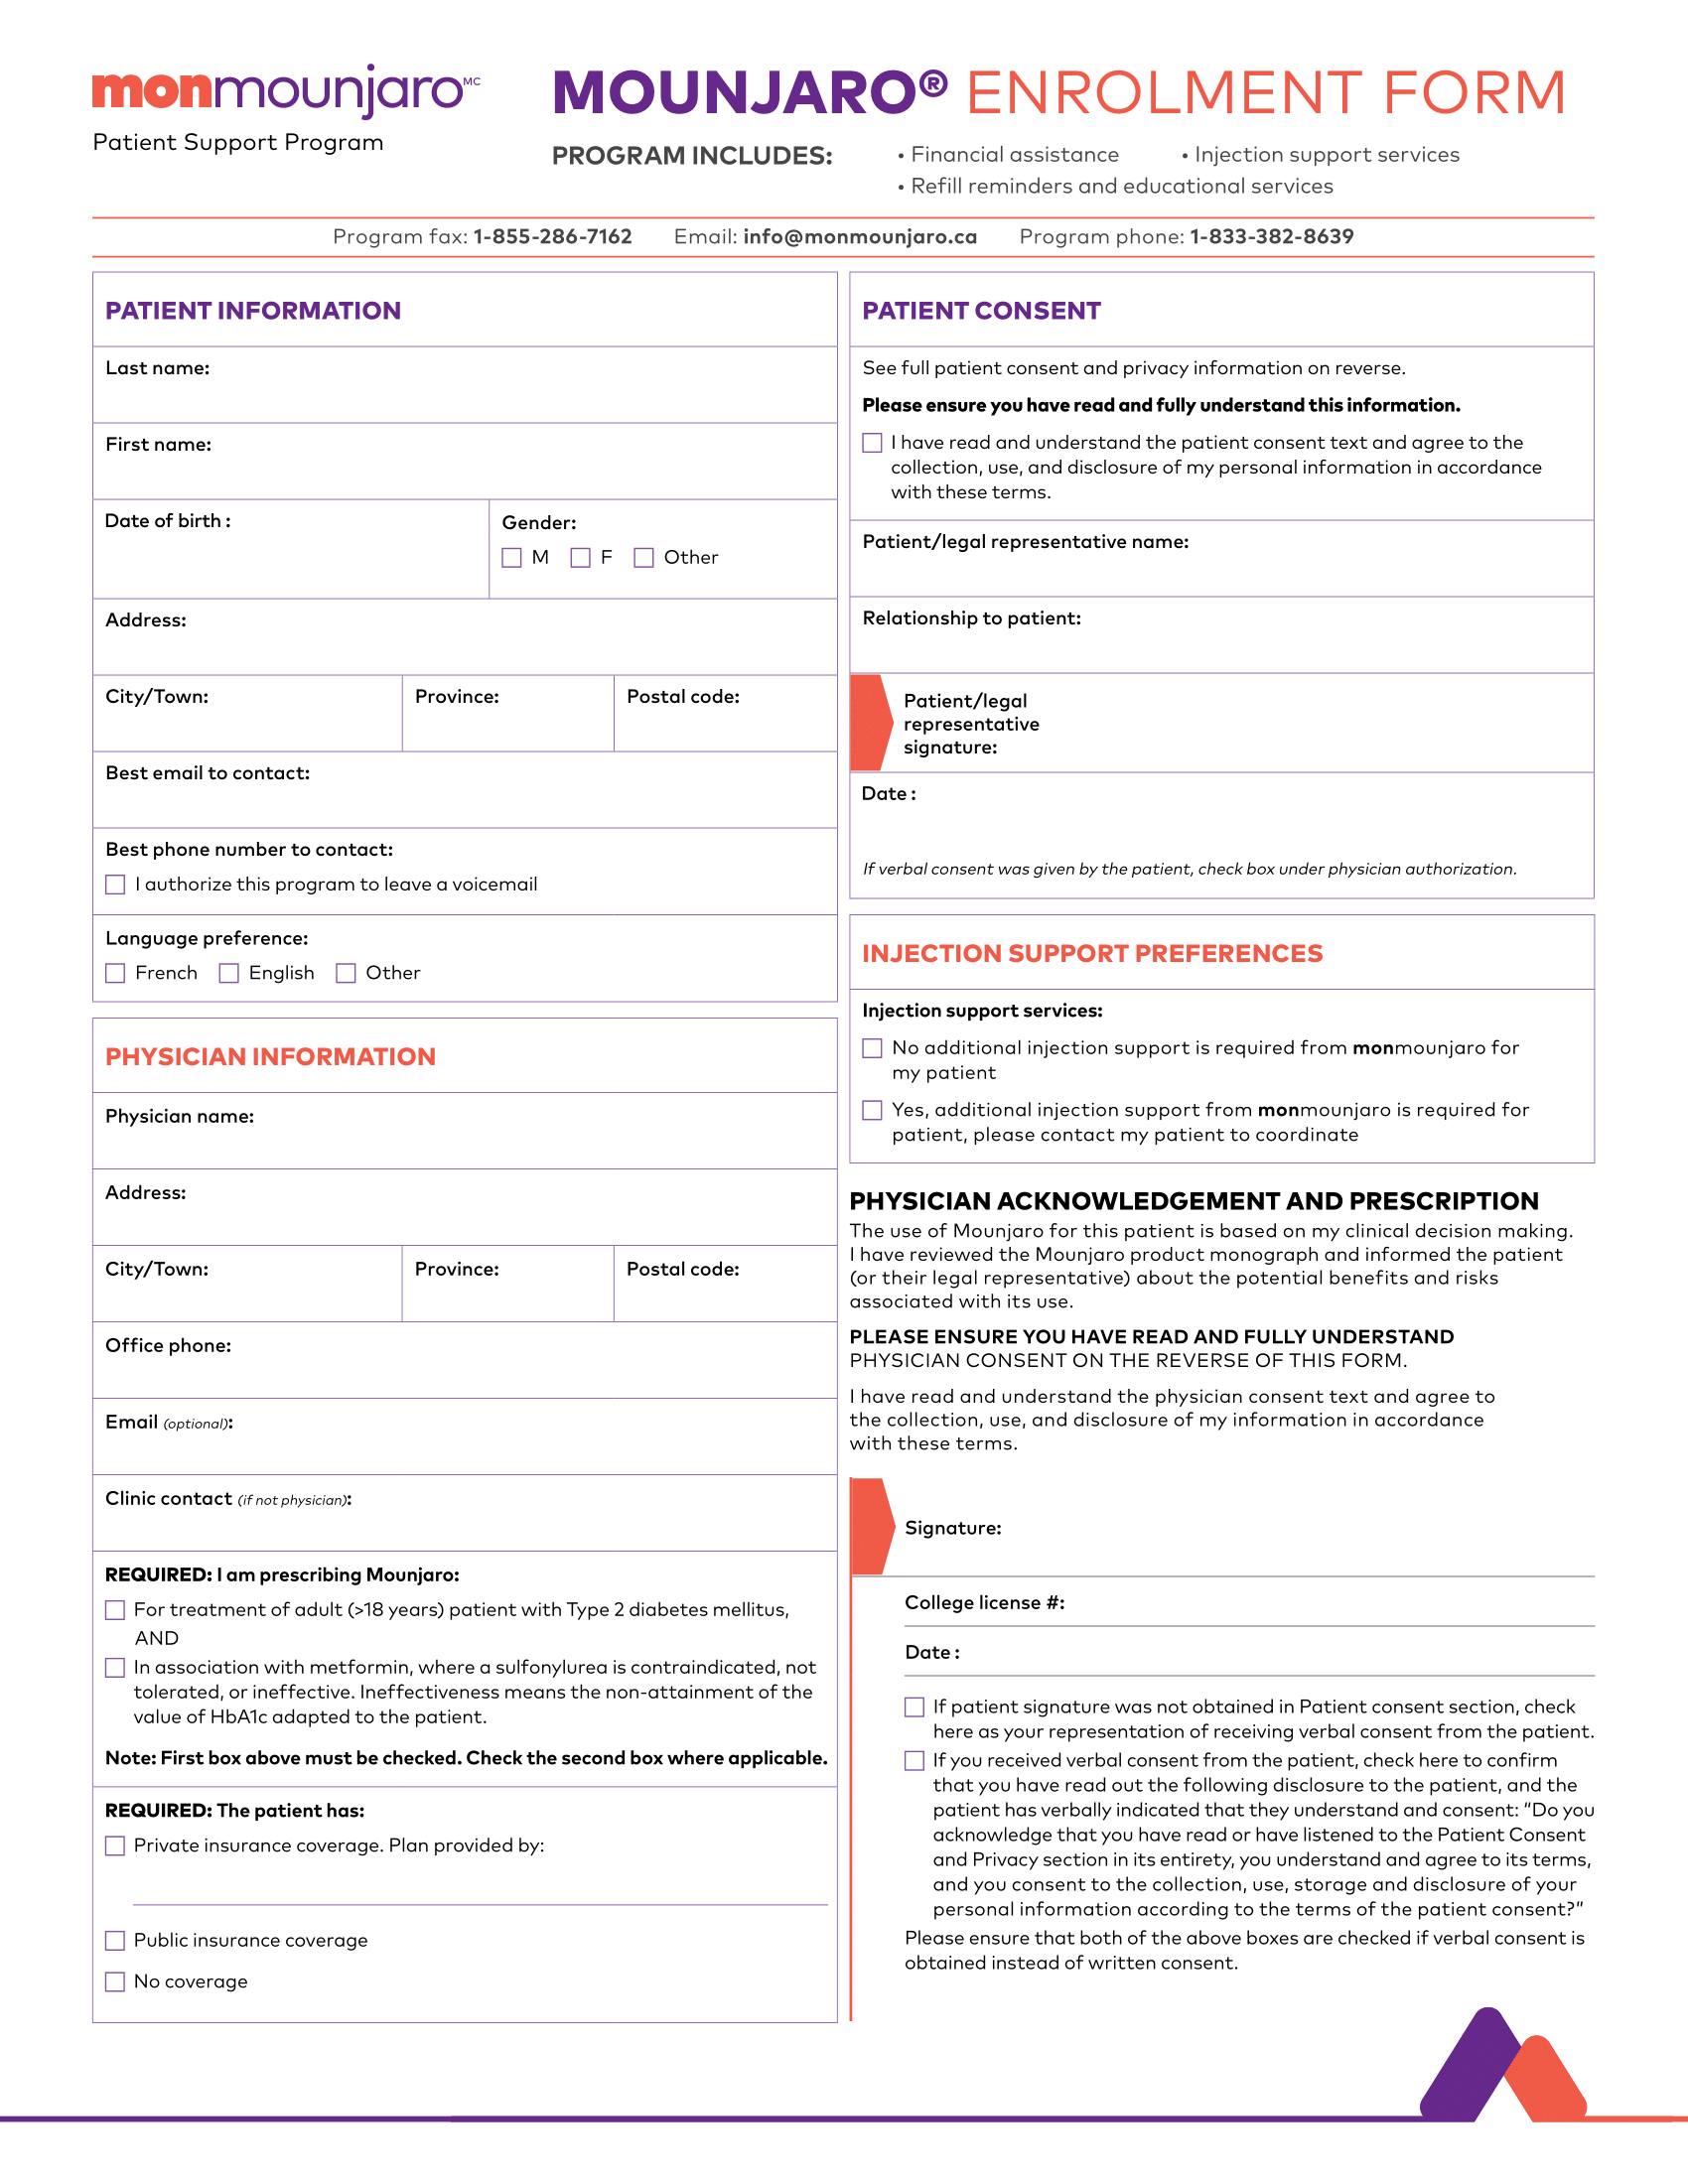 monmounjaroMC
Patient Support Program
MOUNJARO® ENROLMENT FORM
PROGRAM INCLUDES:
• Financial assistance
• Injection support services
• Refill reminders and educational services
Program fax: 1-855-286-7162 Email: info@monmounjaro.ca Program phone: 1-833-382-8639
PATIENT INFORMATION
Last name:
First name:
Date of birth :
Gender:
M F Other
Address:
City/Town: Province: Postal code:
Best email to contact:
Best phone number to contact:
I authorize this program to leave a voicemail
Language preference:
French English Other
PHYSICIAN INFORMATION
Physician name:
Address:
City/Town: Province: Postal code:
Office phone:
Email (optional):
Clinic contact (if not physician):
REQUIRED: I am prescribing Mounjaro:
For treatment of adult (>18 years) patient with Type 2 diabetes mellitus,
AND
In association with metformin, where a sulfonylurea is contraindicated, not
tolerated, or ineffective. Ineffectiveness means the non-attainment of the
value of HbA1c adapted to the patient.
Note: First box above must be checked. Check the second box where applicable.
REQUIRED: The patient has:
Private insurance coverage. Plan provided by:
Public insurance coverage
No coverage
PATIENT CONSENT
See full patient consent and privacy information on reverse.
Please ensure you have read and fully understand this information.
I have read and understand the patient consent text and agree to the
collection, use, and disclosure of my personal information in accordance
with these terms.
Patient/legal representative name:
Relationship to patient:
Patient/legal
representative
signature:
Date :
If verbal consent was given by the patient, check box under physician authorization.
INJECTION SUPPORT PREFERENCES
Injection support services:
No additional injection support is required from monmounjaro for
my patient
Yes, additional injection support from monmounjaro is required for
patient, please contact my patient to coordinate
PHYSICIAN ACKNOWLEDGEMENT AND PRESCRIPTION
The use of Mounjaro for this patient is based on my clinical decision making.
I have reviewed the Mounjaro product monograph and informed the patient
(or their legal representative) about the potential benefits and risks
associated with its use.
PLEASE ENSURE YOU HAVE READ AND FULLY UNDERSTAND
PHYSICIAN CONSENT ON THE REVERSE OF THIS FORM.
I have read and understand the physician consent text and agree to
the collection, use, and disclosure of my information in accordance
with these terms.
Signature:
College license #:
Date :
If patient signature was not obtained in Patient consent section, check
here as your representation of receiving verbal consent from the patient.
If you received verbal consent from the patient, check here to confirm
that you have read out the following disclosure to the patient, and the
patient has verbally indicated that they understand and consent: “Do you
acknowledge that you have read or have listened to the Patient Consent
and Privacy section in its entirety, you understand and agree to its terms,
and you consent to the collection, use, storage and disclosure of your
personal information according to the terms of the patient consent?”
Please ensure that both of the above boxes are checked if verbal consent is
obtained instead of written consent.